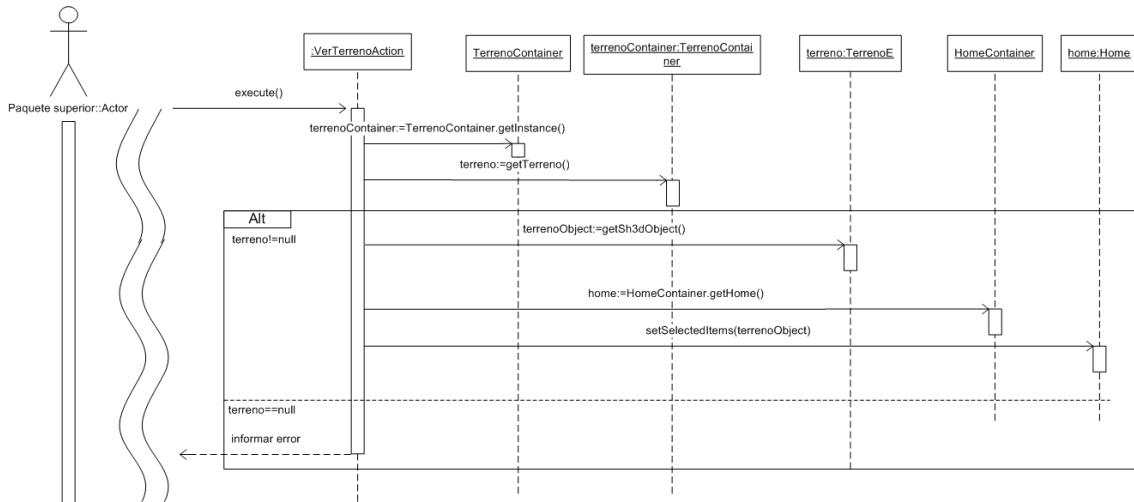 :VerTerrenoAction
TerrenoContainer
terrenoContainer:TerrenoContai
ner
terreno:TerrenoE
HomeContainer
home:Home
Paquete superior::Actor
execute()
terrenoContainer:=TerrenoContainer.getInstance()
terreno:=getTerreno()
Alt
terreno!=null
terrenoObject:=getSh3dObject()
home:=HomeContainer.getHome()
setSelectedItems(terrenoObject)
terreno==null
informar error